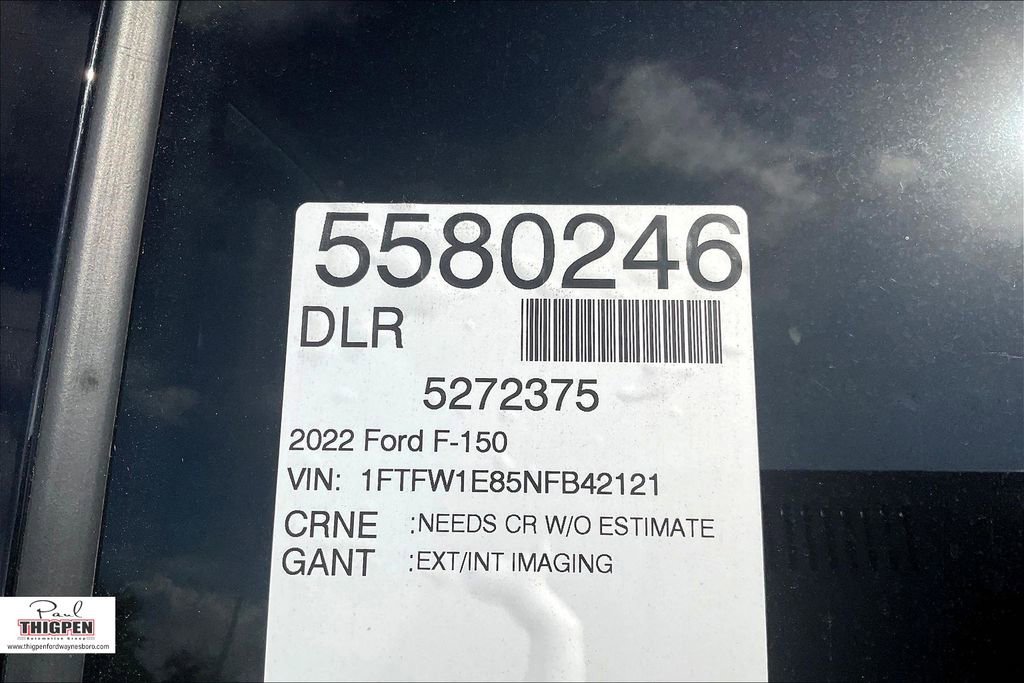 5580246
DLR
5272375
2022 Ford F-150
VIN: 1FTFW1E85NFB42121
CRNE :NEEDS CR W/O ESTIMATE
GANT :EXT/INT IMAGING
Paul
THIGPEN
Automotive Group
www.thigpenfordwaynesboro.com